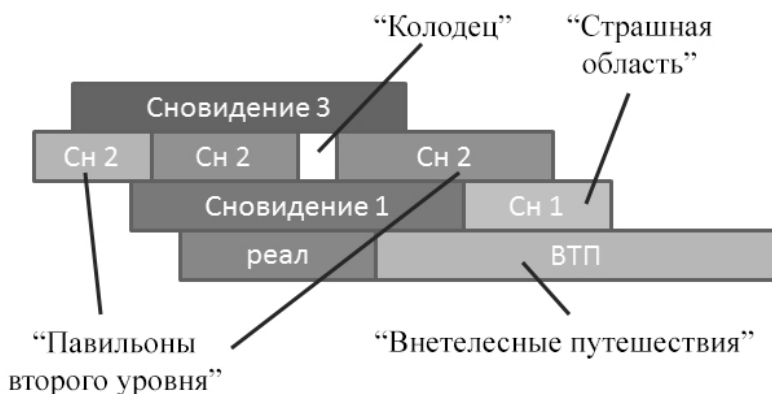 “Колодец”
“Страшная
область”
Сновидение 3
Сн 2
Сн 2
Сн 2
Сновидение 1
Сн 1
реал
ВТП
“Павильоны
второго уровня”
“Внетелесные путешествия”